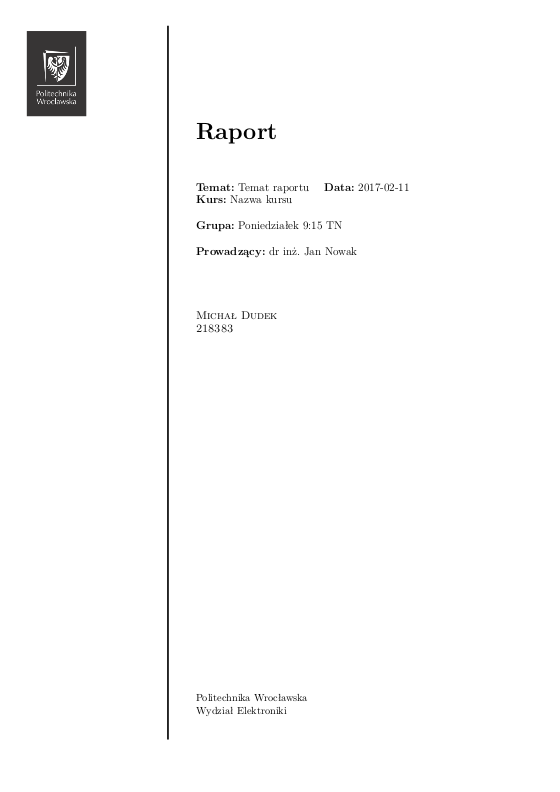 Politechnika
Wrocławska
Raport
Temat: Temat raportu Data: 2017-02-11
Kurs: Nazwa kursu
Grupa: Poniedziałek 9:15 TN
Prowadzący: dr inż. Jan Nowak
Michał Dudek
218383
Politechnika Wrocławska
Wydział Elektroniki